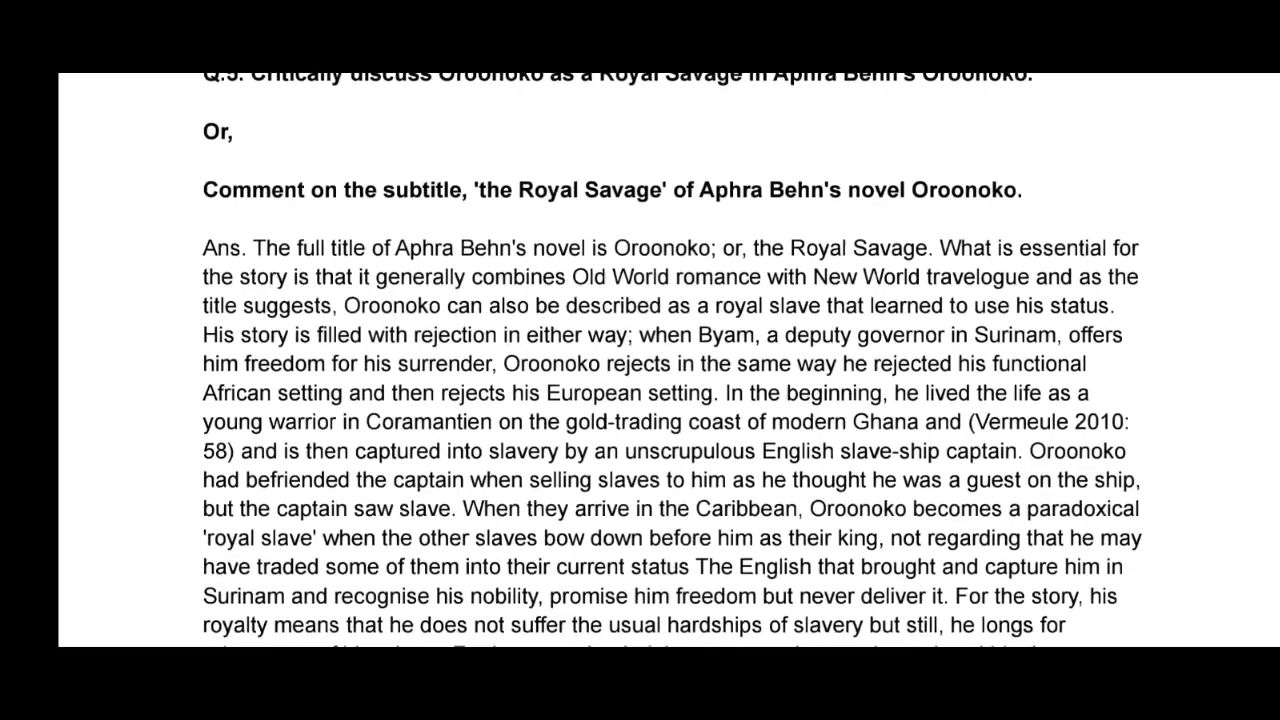 Q.5. Critically discuss Oroonoko as a Royal Savage in Aphra Behn's Oroonoko.
Or,
Comment on the subtitle, 'the Royal Savage' of Aphra Behn's novel Oroonoko.
Ans. The full title of Aphra Behn's novel is Oroonoko; or, the Royal Savage. What is essential for
the story is that it generally combines Old World romance with New World travelogue and as the
title suggests, Oroonoko can also be described as a royal slave that learned to use his status.
His story is filled with rejection in either way; when Byam, a deputy governor in Surinam, offers
him freedom for his surrender, Oroonoko rejects in the same way he rejected his functional
African setting and then rejects his European setting. In the beginning, he lived the life as a
young warrior in Coramantien on the gold-trading coast of modern Ghana and (Vermeule 2010:
58) and is then captured into slavery by an unscrupulous English slave-ship captain. Oroonoko
had befriended the captain when selling slaves to him as he thought he was a guest on the ship,
but the captain saw slave. When they arrive in the Caribbean, Oroonoko becomes a paradoxical
'royal slave' when the other slaves bow down before him as their king, not regarding that he may
have traded some of them into their current status The English that brought and capture him in
Surinam and recognise his nobility, promise him freedom but never deliver it. For the story, his
royalty means that he does not suffer the usual hardships of slavery but still, he longs for